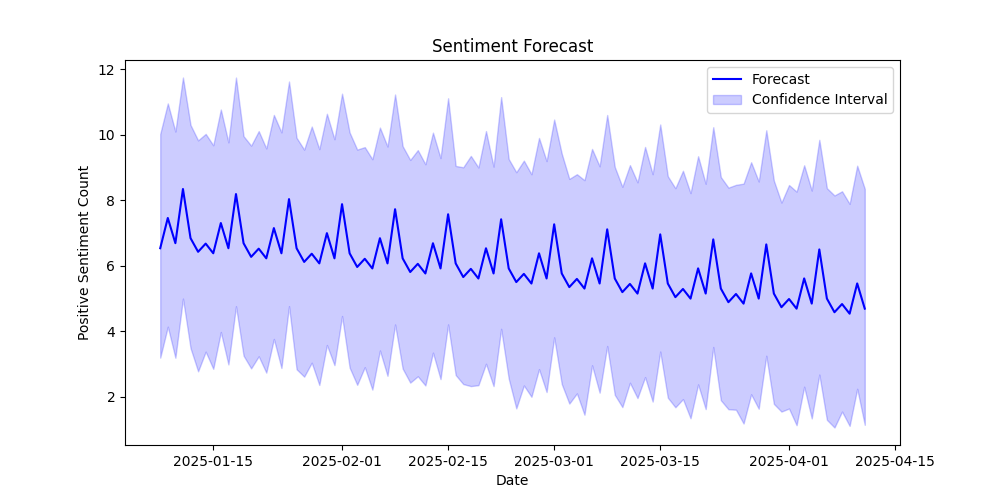 Sentiment Forecast
Positive Sentiment Count
12
10
8
6
4
2
Forecast
Confidence Interval
2025-01-15
2025-02-01
2025-02-15
2025-03-01
2025-03-15
2025-04-01
2025-04-15
Date